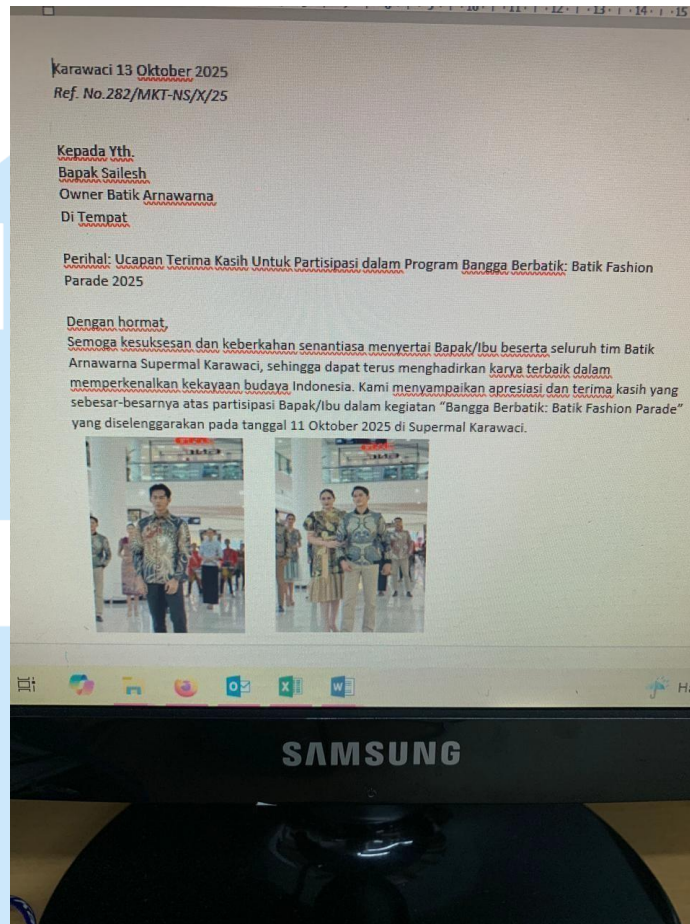 Karawaci 13 Oktober 2025
Ref. No.282/MKT-NS/X/25
Kepada Yth.
Bapak Sailesh
Owner Batik Arnawarna
Di Tempat
Perihal: Ucapan Terima Kasih Untuk Partisipasi dalam Program Bangga Berbatik: Batik Fashion
Parade 2025
Dengan hormat,
Semoga kesuksesan dan keberkahan senantiasa menyertai Bapak/Ibu beserta seluruh tim Batik
Arnawarna Supermal Karawaci, sehingga dapat terus menghadirkan karya terbaik dalam
memperkenalkan kekayaan budaya Indonesia. Kami menyampaikan apresiasi dan terima kasih yang
sebesar-besarnya atas partisipasi Bapak/Ibu dalam kegiatan “Bangga Berbatik: Batik Fashion Parade”
yang diselenggarakan pada tanggal 11 Oktober 2025 di Supermal Karawaci.
SAMSUNG